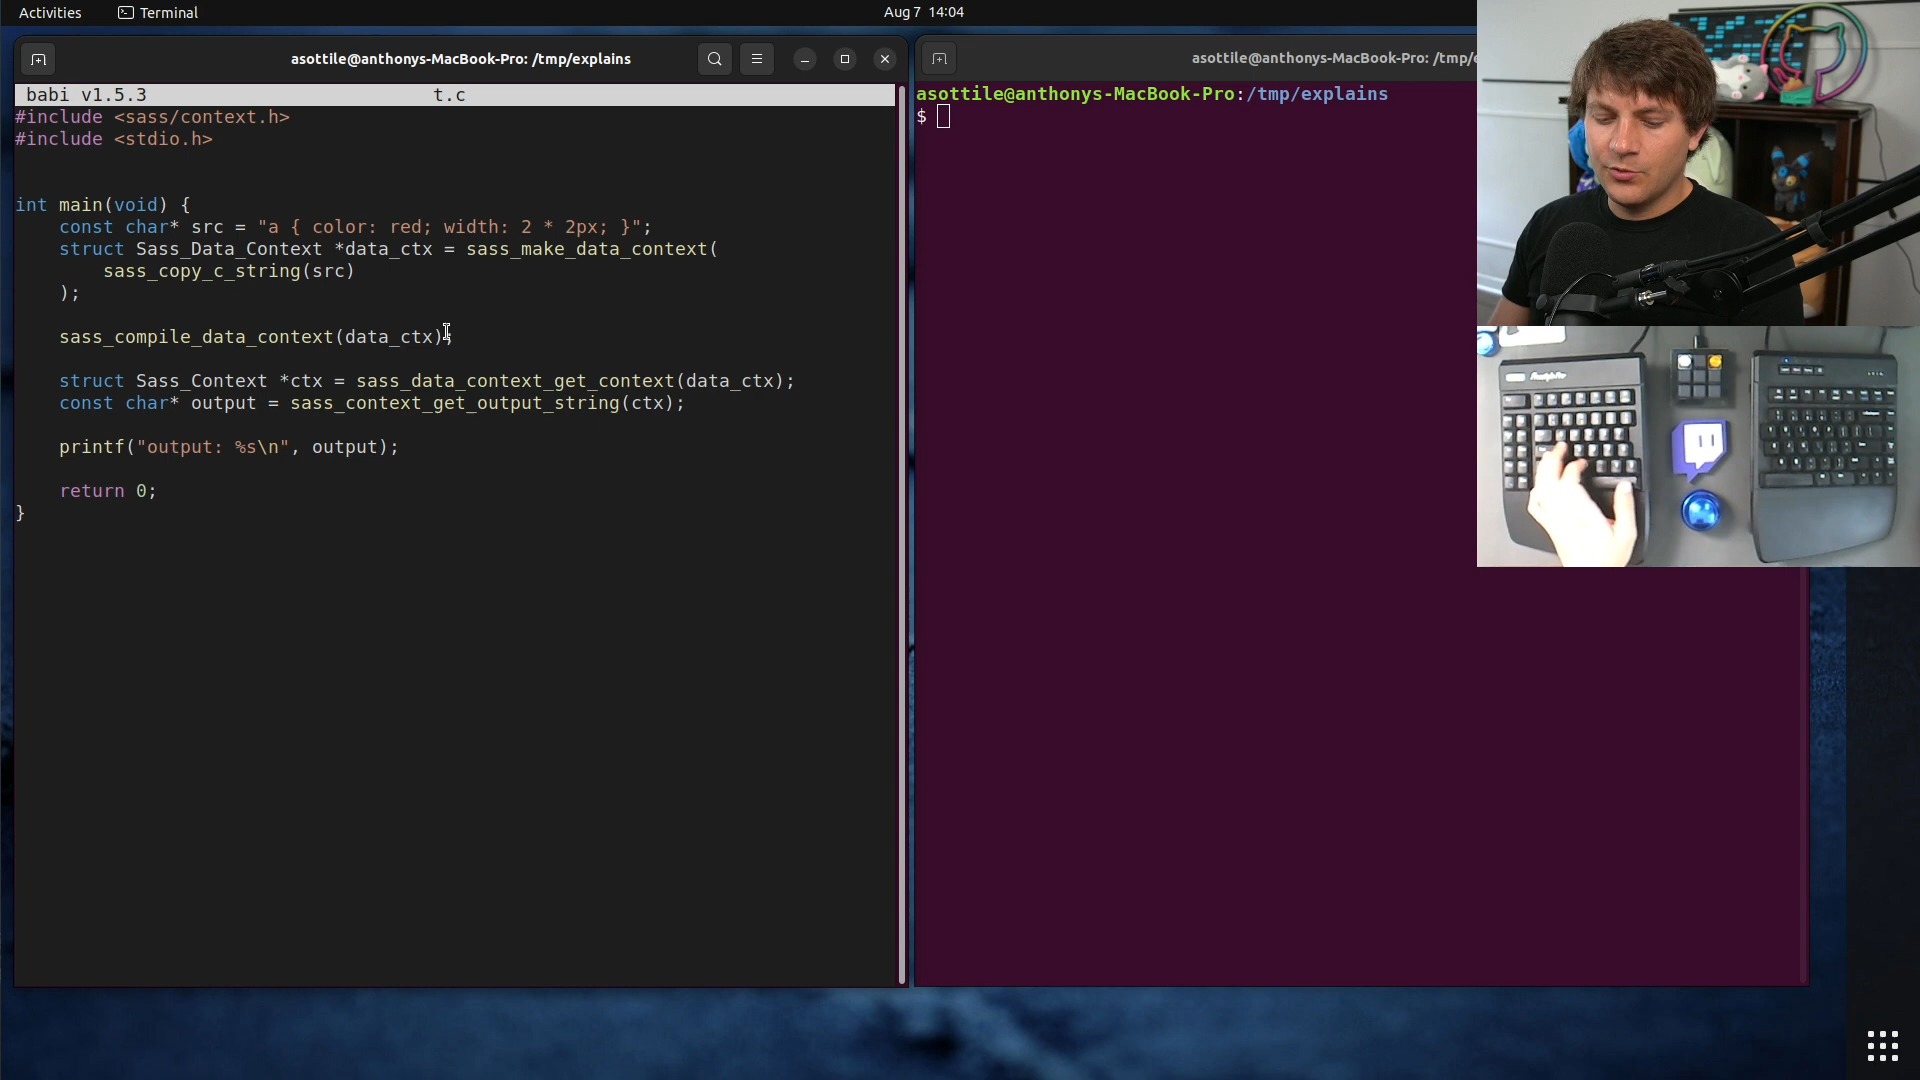 Activities
Terminal
Aug 7 14:04
asottile@anthonys-MacBook-Pro: /tmp/explains
babi v1.5.3
t.c
#include <sass/context.h>
#include <stdio.h>
int main(void) {
const char* src = "a { color: red; width: 2 * 2px; }";
struct Sass_Data_Context *data_ctx = sass_make_data_context(
sass_copy_c_string(src)
);
sass_compile_data_context(data_ctx);
struct Sass_Context *ctx = sass_data_context_get_context(data_ctx);
const char* output = sass_context_get_output_string(ctx);
printf("output: %s\n", output);
return 0;
}
asottile@anthonys-MacBook-Pro: /tmp/e
asottile@anthonys-MacBook-Pro:/tmp/explains
$